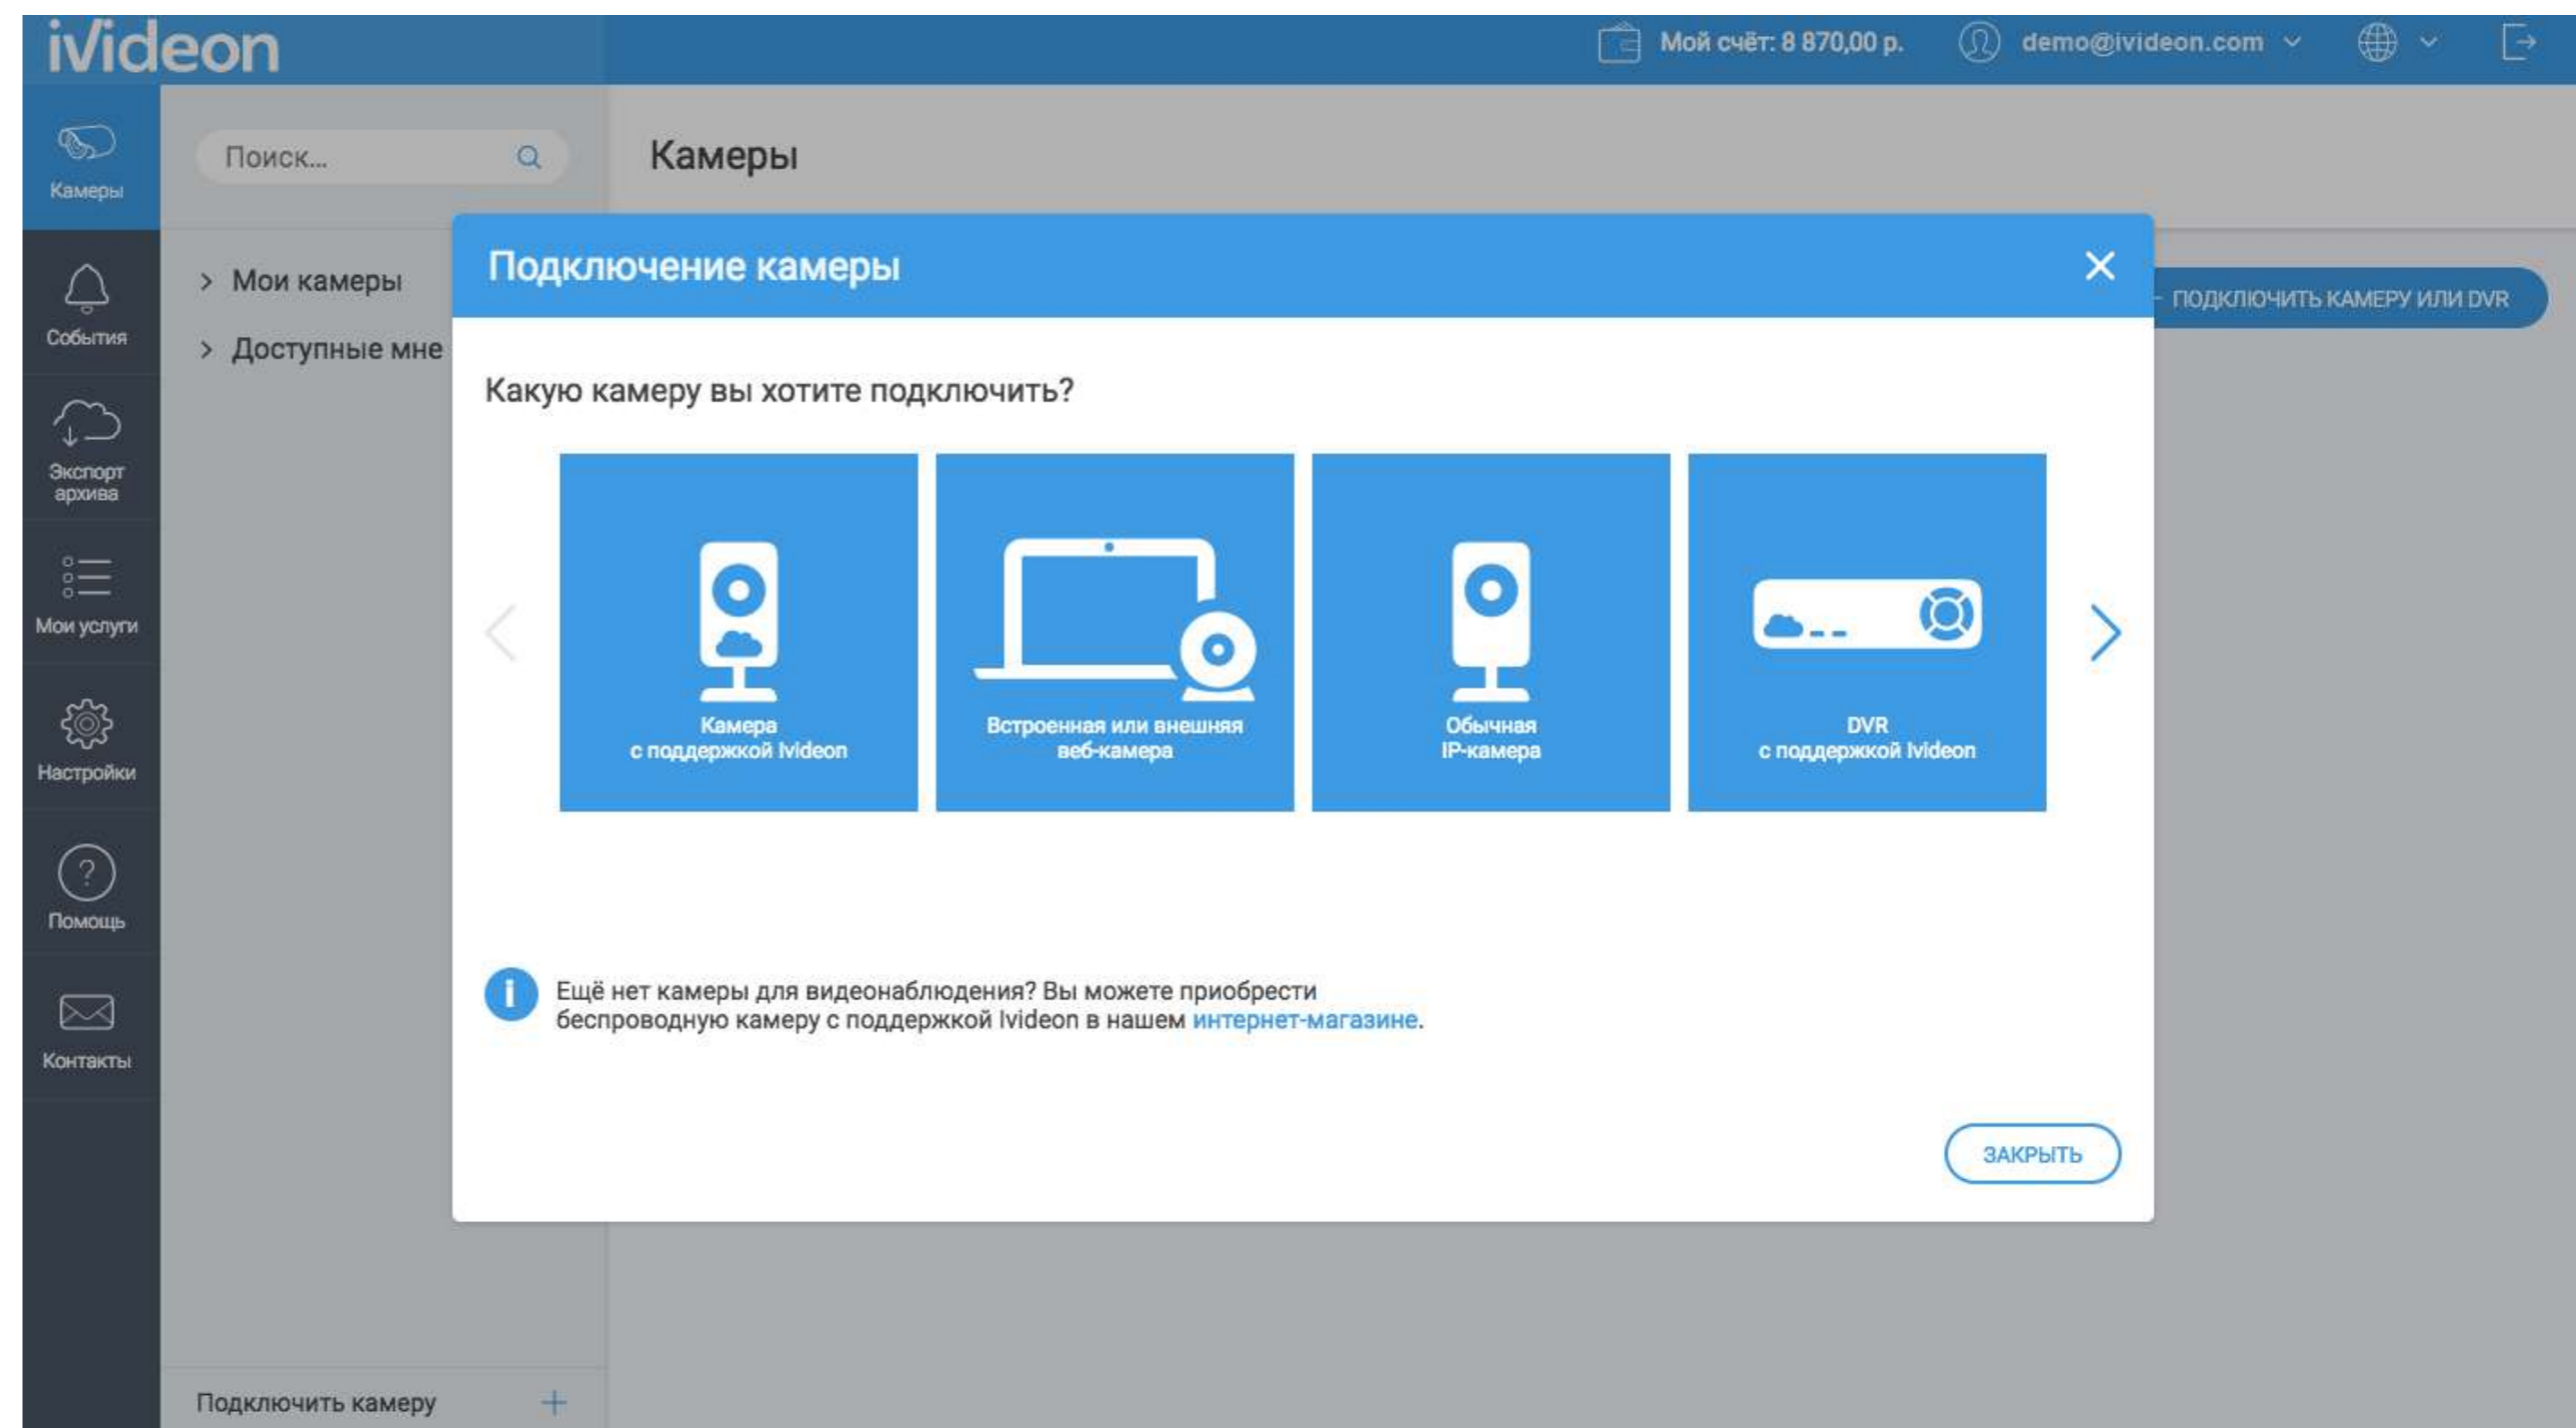 ivideon
Мой счёт: 8 870,00 р.
demo@ivideon.com
Камеры
События
Экспорт
архива
Мои услуги
Настройки
Помощь
Контакты
Поиск...
Мои камеры
Доступные мне
Подключить камеру
Камеры
ПОДКЛЮЧИТЬ КАМЕРУ ИЛИ DVR
Подключение камеры
Какую камеру вы хотите подключить?
Камера
с поддержкой Ivideon
Встроенная или внешняя
веб-камера
Обычная
IP-камера
DVR
с поддержкой Ivideon
Ещё нет камеры для видеонаблюдения? Вы можете приобрести
беспроводную камеру с поддержкой Ivideon в нашем интернет-магазине.
ЗАКРЫТЬ